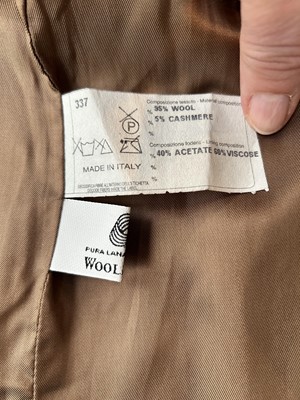 337
Composizione tessuto - Material composition
% 95% WOOL
% 5% CASHMERE
%
Composizione fodera - Lining composition
% 40% ACETATE 60% VISCOSE
%
P
MADE IN ITALY
PURA LANA
WOOL